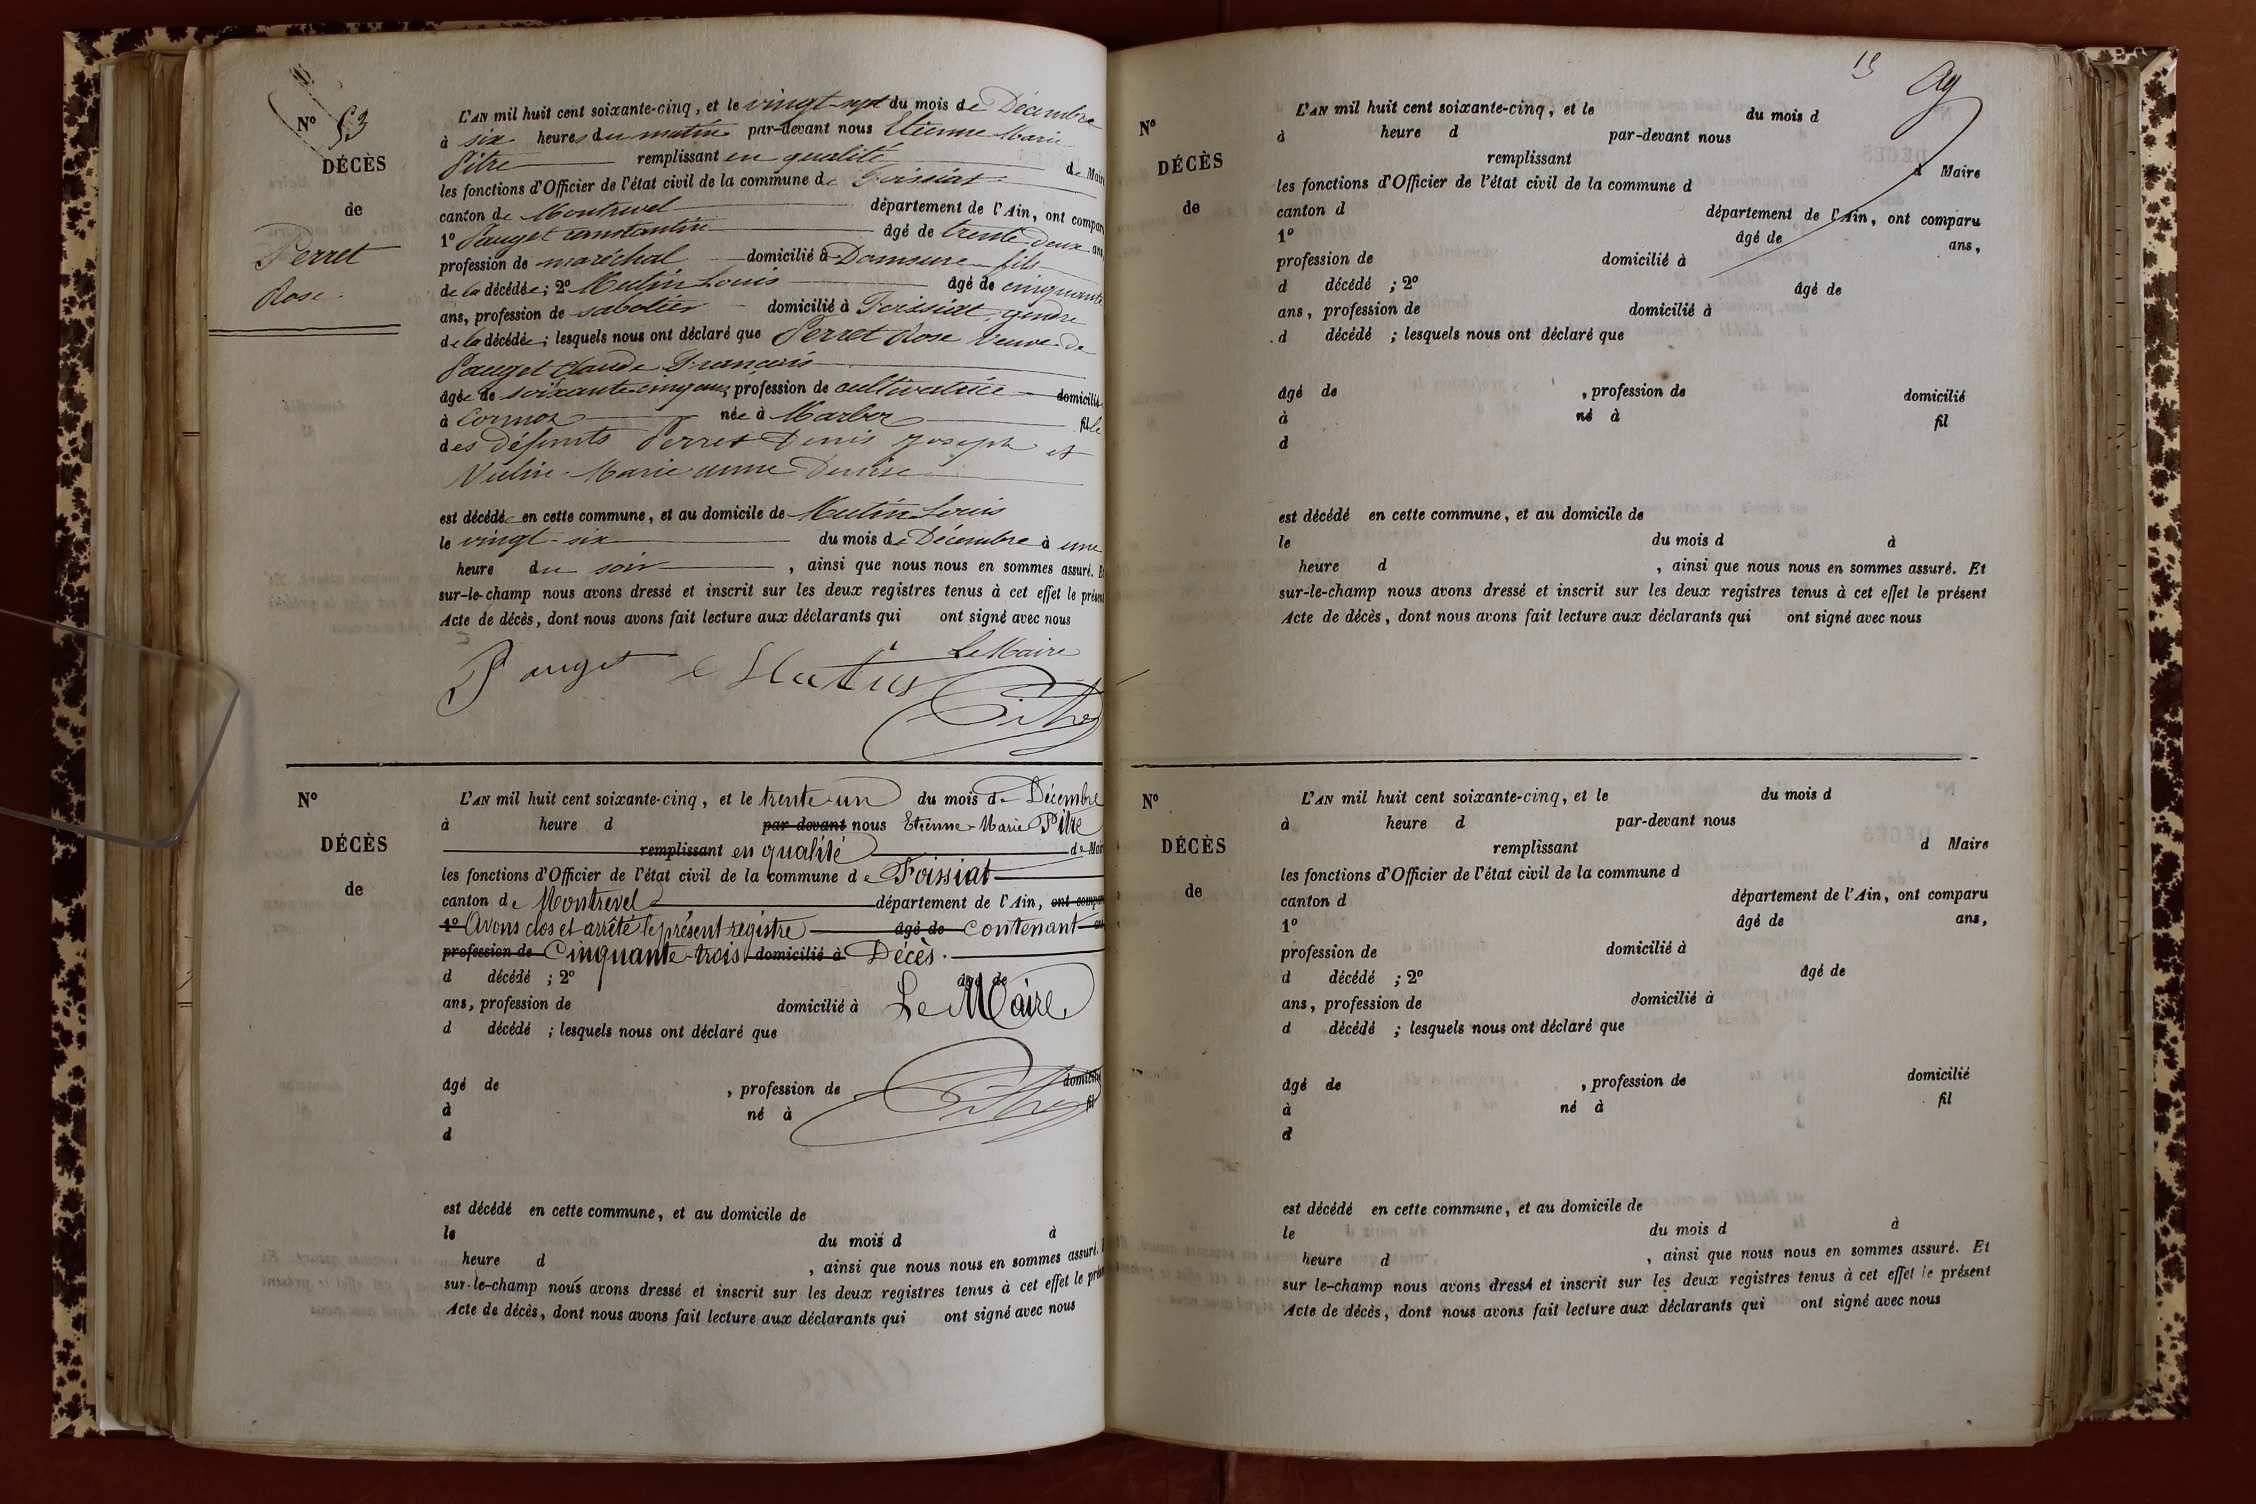 N° 53
DÉCÈS
de
Perret
Rose
L'AN mil huit cent soixante-cinq, et le vingt-sept du mois de Décembre
à six heures du matin par-devant nous Etienne Marie
Pitre remplissant en qualité de Maire
les fonctions d'Officier de l'état civil de la commune de Foissiat
canton de Montrevel département de l'Ain, ont comparu
1° Pauget constantin âgé de trente-deux ans
profession de maréchal domicilié à Domsure fils
de la décédée; 2° Mutin Louis âgé de cinquante
ans, profession de sabotier domicilié à Foissiat, gendre
de la décédée; lesquels nous ont déclaré que Perret Rose veuve de
Pauget Claude François
âgée de soixante cinq ans, profession de cultivatrice domicilié
à Cormoz née à Marboz fille
des défunts Perret Denis Joseph et
Marie anne Denise
est décédée en cette commune, et au domicile de Mutin Louis
le vingt-six du mois de Décembre à une
heure du soir, ainsi que nous nous en sommes assuré. Et
sur-le-champ nous avons dressé et inscrit sur les deux registres tenus à cet effet le présent
Acte de décès, dont nous avons fait lecture aux déclarants qui ont signé avec nous
Le Maire
Pauget Mutin Pitre
N°
DÉCÈS
de
L'AN mil huit cent soixante-cinq, et le trente-un du mois de Décembre
à heure d par-devant nous Etienne-Marie Pitre
remplissant en qualité de Maire
les fonctions d'Officier de l'état civil de la commune de Foissiat
canton de Montrevel département de l'Ain, ont comparu
1° Avons clos et arrêté le présent registre âgé de contenant
profession de Cinquante-trois domicilié à Décès.
d décédé ; 2° âgé de
ans, profession de domicilié à Le Maire,
d décédé ; lesquels nous ont déclaré que
âgé de , profession de domicilié
à né à fil
d
Pitre
est décédé en cette commune, et au domicile de
le du mois d à
heure d , ainsi que nous nous en sommes assuré.
sur-le-champ nous avons dressé et inscrit sur les deux registres tenus à cet effet le présent
Acte de décès, dont nous avons fait lecture aux déclarants qui ont signé avec nous
19
N°
DÉCÈS
de
L'AN mil huit cent soixante-cinq, et le du mois d
à heure d par-devant nous
remplissant d Maire
les fonctions d'Officier de l'état civil de la commune d
canton d département de l'Ain, ont comparu
1° âgé de ans,
profession de domicilié à
d décédé ; 2° âgé de
ans, profession de domicilié à
d décédé ; lesquels nous ont déclaré que
âgé de , profession de domicilié
à né à fil
d
est décédé en cette commune, et au domicile de
le du mois d à
heure d , ainsi que nous nous en sommes assuré. Et
sur-le-champ nous avons dressé et inscrit sur les deux registres tenus à cet effet le présent
Acte de décès, dont nous avons fait lecture aux déclarants qui ont signé avec nous
N°
DÉCÈS
de
L'AN mil huit cent soixante-cinq, et le du mois d
à heure d par-devant nous
remplissant d Maire
les fonctions d'Officier de l'état civil de la commune d
canton d département de l'Ain, ont comparu
1° âgé de ans,
profession de domicilié à
d décédé ; 2° âgé de
ans, profession de domicilié à
d décédé ; lesquels nous ont déclaré que
âgé de , profession de domicilié
à né à fil
d
est décédé en cette commune, et au domicile de
le du mois d à
heure d , ainsi que nous nous en sommes assuré. Et
sur le-champ nous avons dressé et inscrit sur les deux registres tenus à cet effet le présent
Acte de décès, dont nous avons fait lecture aux déclarants qui ont signé avec nous